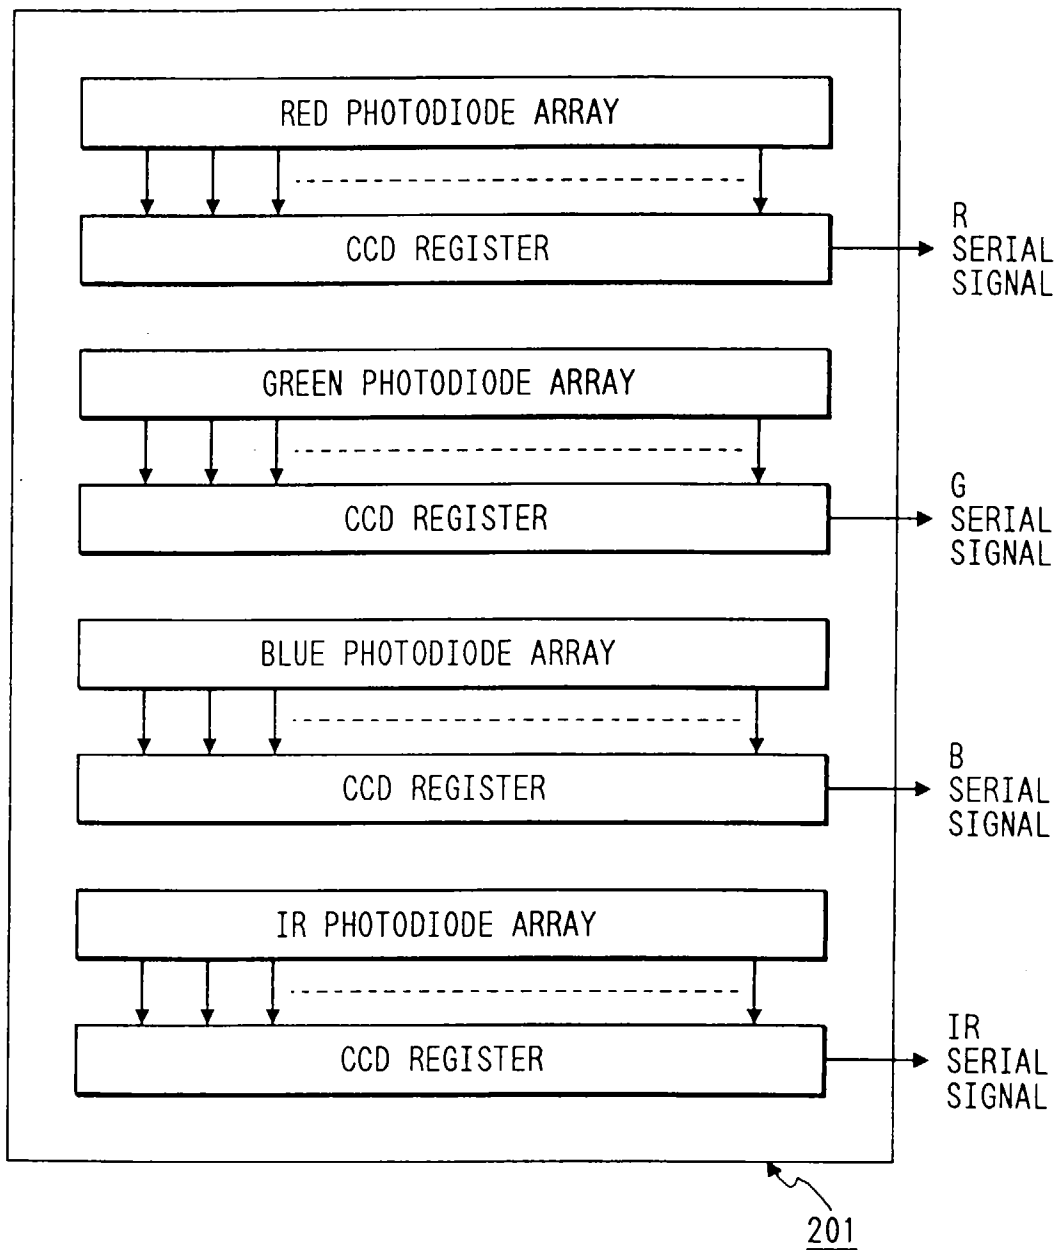 RED PHOTODIODE ARRAY
CCD REGISTER
R
SERIAL
SIGNAL
GREEN PHOTODIODE ARRAY
CCD REGISTER
G
SERIAL
SIGNAL
BLUE PHOTODIODE ARRAY
CCD REGISTER
B
SERIAL
SIGNAL
IR PHOTODIODE ARRAY
CCD REGISTER
IR
SERIAL
SIGNAL
201